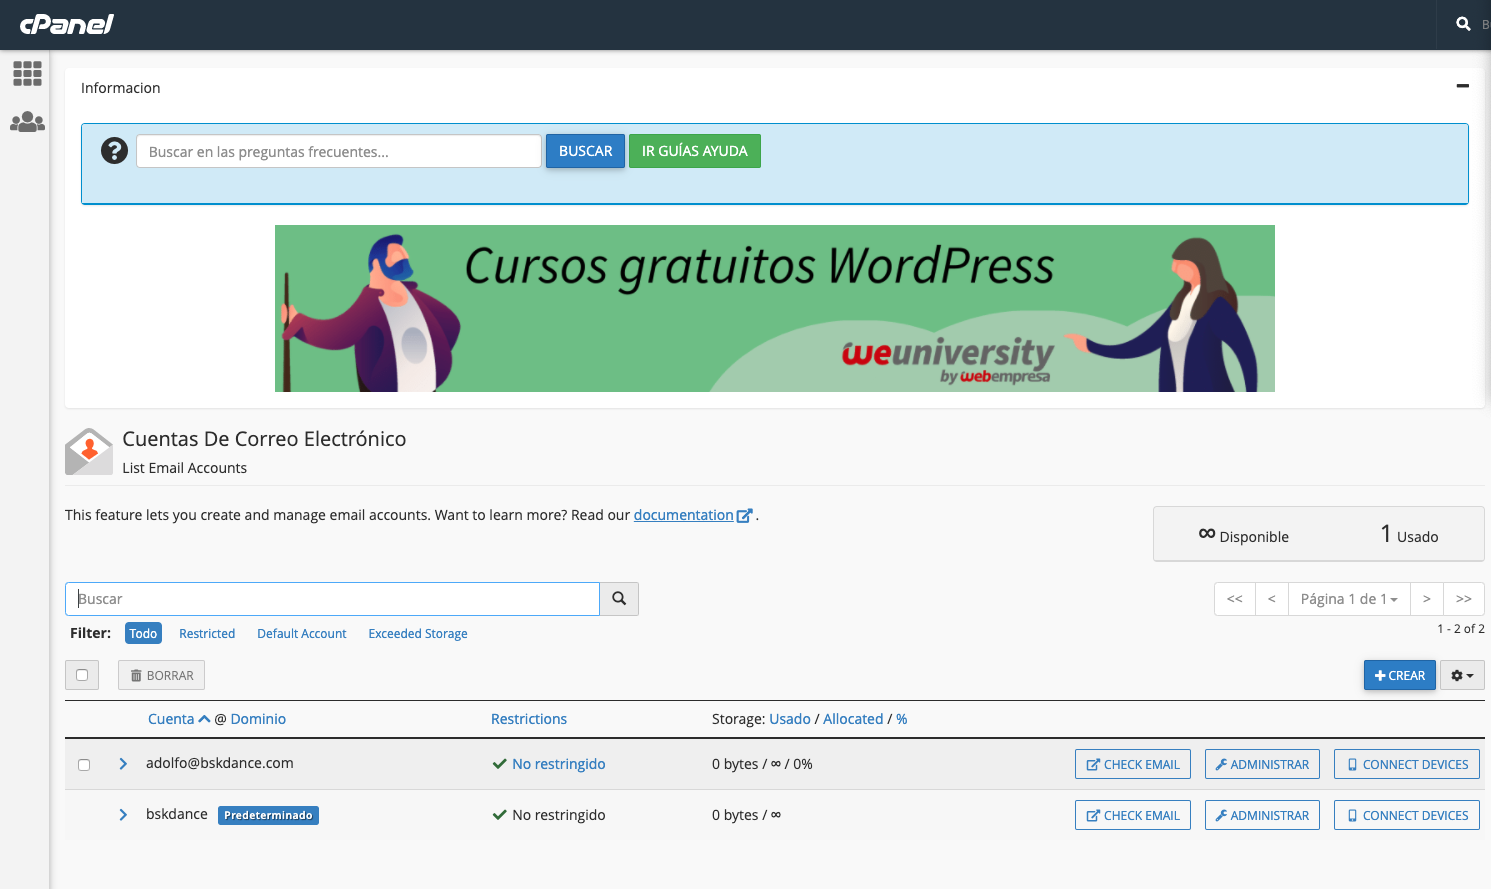 cPanel
Informacion
Buscar en las preguntas frecuentes...
BUSCAR
IR GUÍAS AYUDA
Cursos gratuitos WordPress
weuniversity
by webempresa
Cuentas De Correo Electrónico
List Email Accounts
This feature lets you create and manage email accounts. Want to learn more? Read our documentation .
∞ Disponible
1 Usado
Buscar
<< < Página 1 de 1 > >>
Filter: Todo Restricted Default Account Exceeded Storage
1 - 2 of 2
BORRAR
CREAR
Cuenta @ Dominio Restrictions Storage: Usado / Allocated / %
adolfo@bskdance.com No restringido 0 bytes / ∞ / 0% CHECK EMAIL ADMINISTRAR CONNECT DEVICES
bskdance Predeterminado No restringido 0 bytes / ∞ CHECK EMAIL ADMINISTRAR CONNECT DEVICES